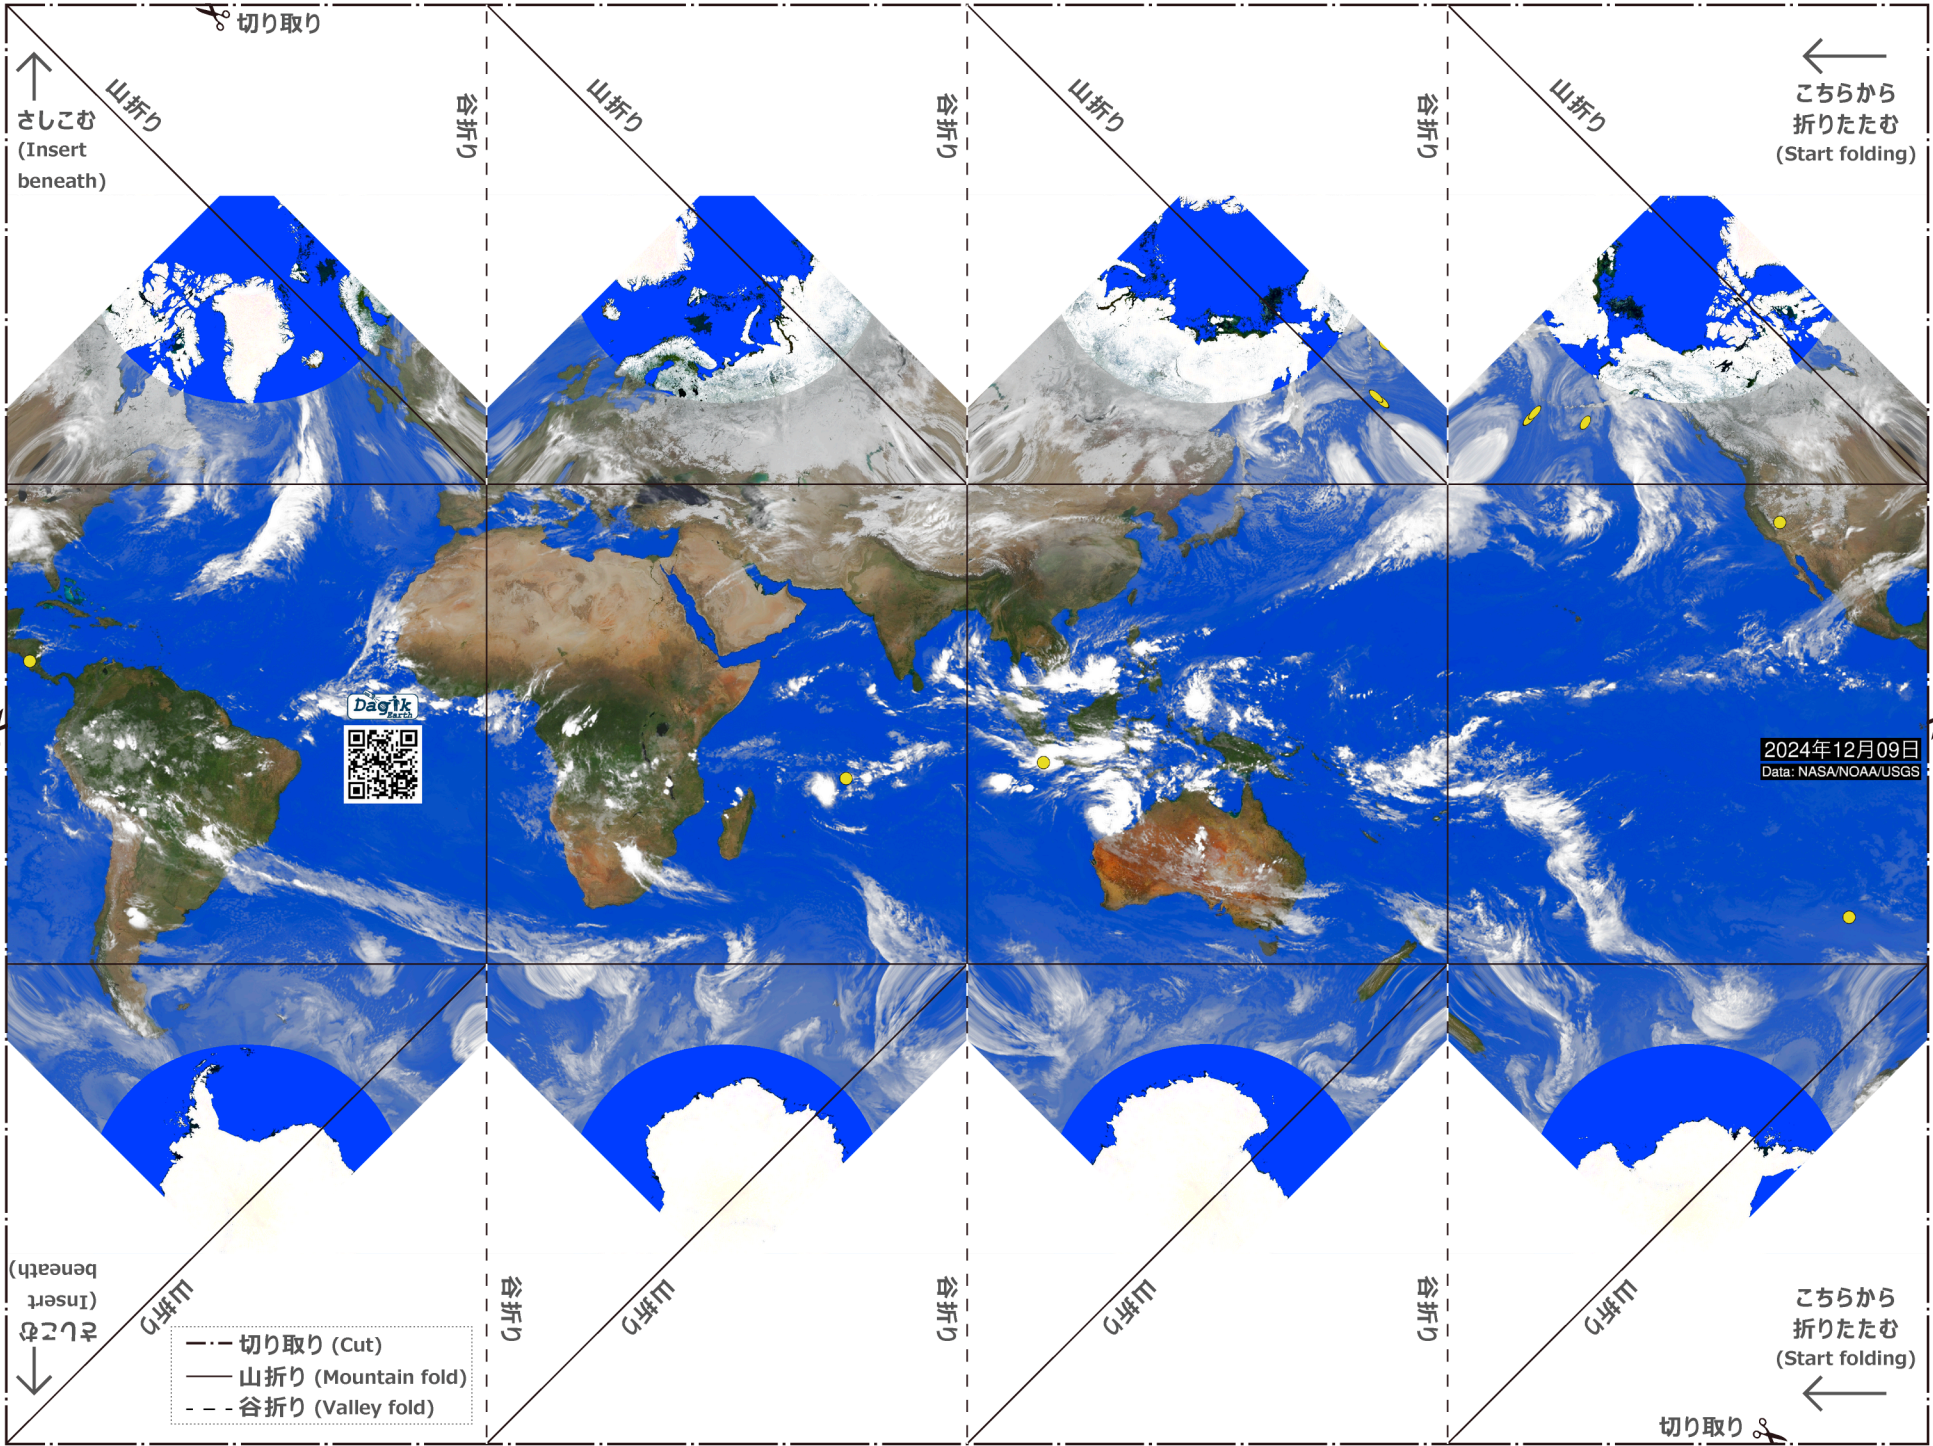 切り取り
山折り
谷折り
山折り
谷折り
山折り
谷折り
山折り
さしこむ
(Insert
beneath)
こちらから
折りたたむ
(Start folding)
Dagik
Earth
2024年12月09日
Data: NASA/NOAA/USGS
さしこむ
(Insert
beneath)
山折り
谷折り
山折り
谷折り
山折り
谷折り
山折り
こちらから
折りたたむ
(Start folding)
切り取り (Cut)
山折り (Mountain fold)
谷折り (Valley fold)
切り取り